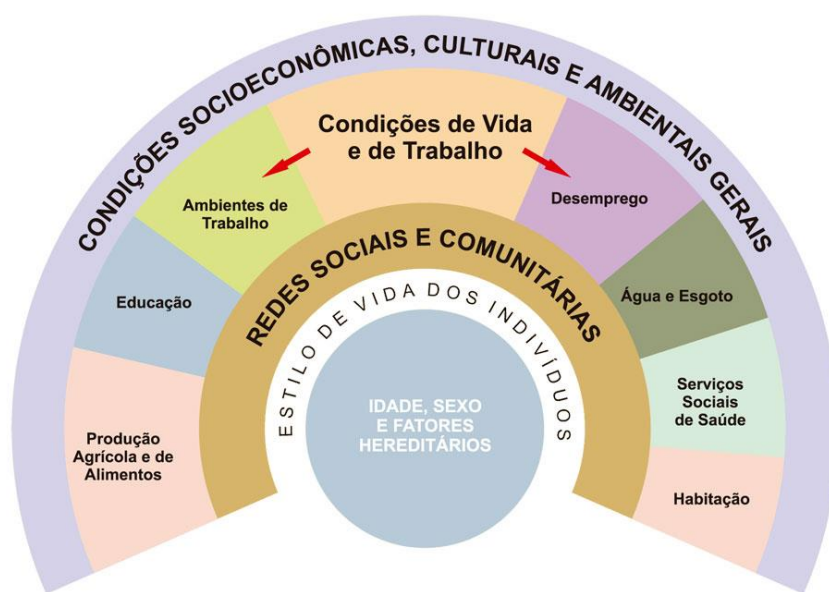 CONDIÇÕES SOCIOECONÔMICAS, CULTURAIS E AMBIENTAIS GERAIS
Condições de Vida
e de Trabalho
Ambientes de
Trabalho
Desemprego
Educação
Água e Esgoto
Produção
Agrícola e de
Alimentos
Serviços
Sociais
de Saúde
Habitação
REDES SOCIAIS E COMUNITÁRIAS
ESTILO DE VIDA DOS INDIVÍDUOS
IDADE, SEXO
E FATORES
HEREDITÁRIOS